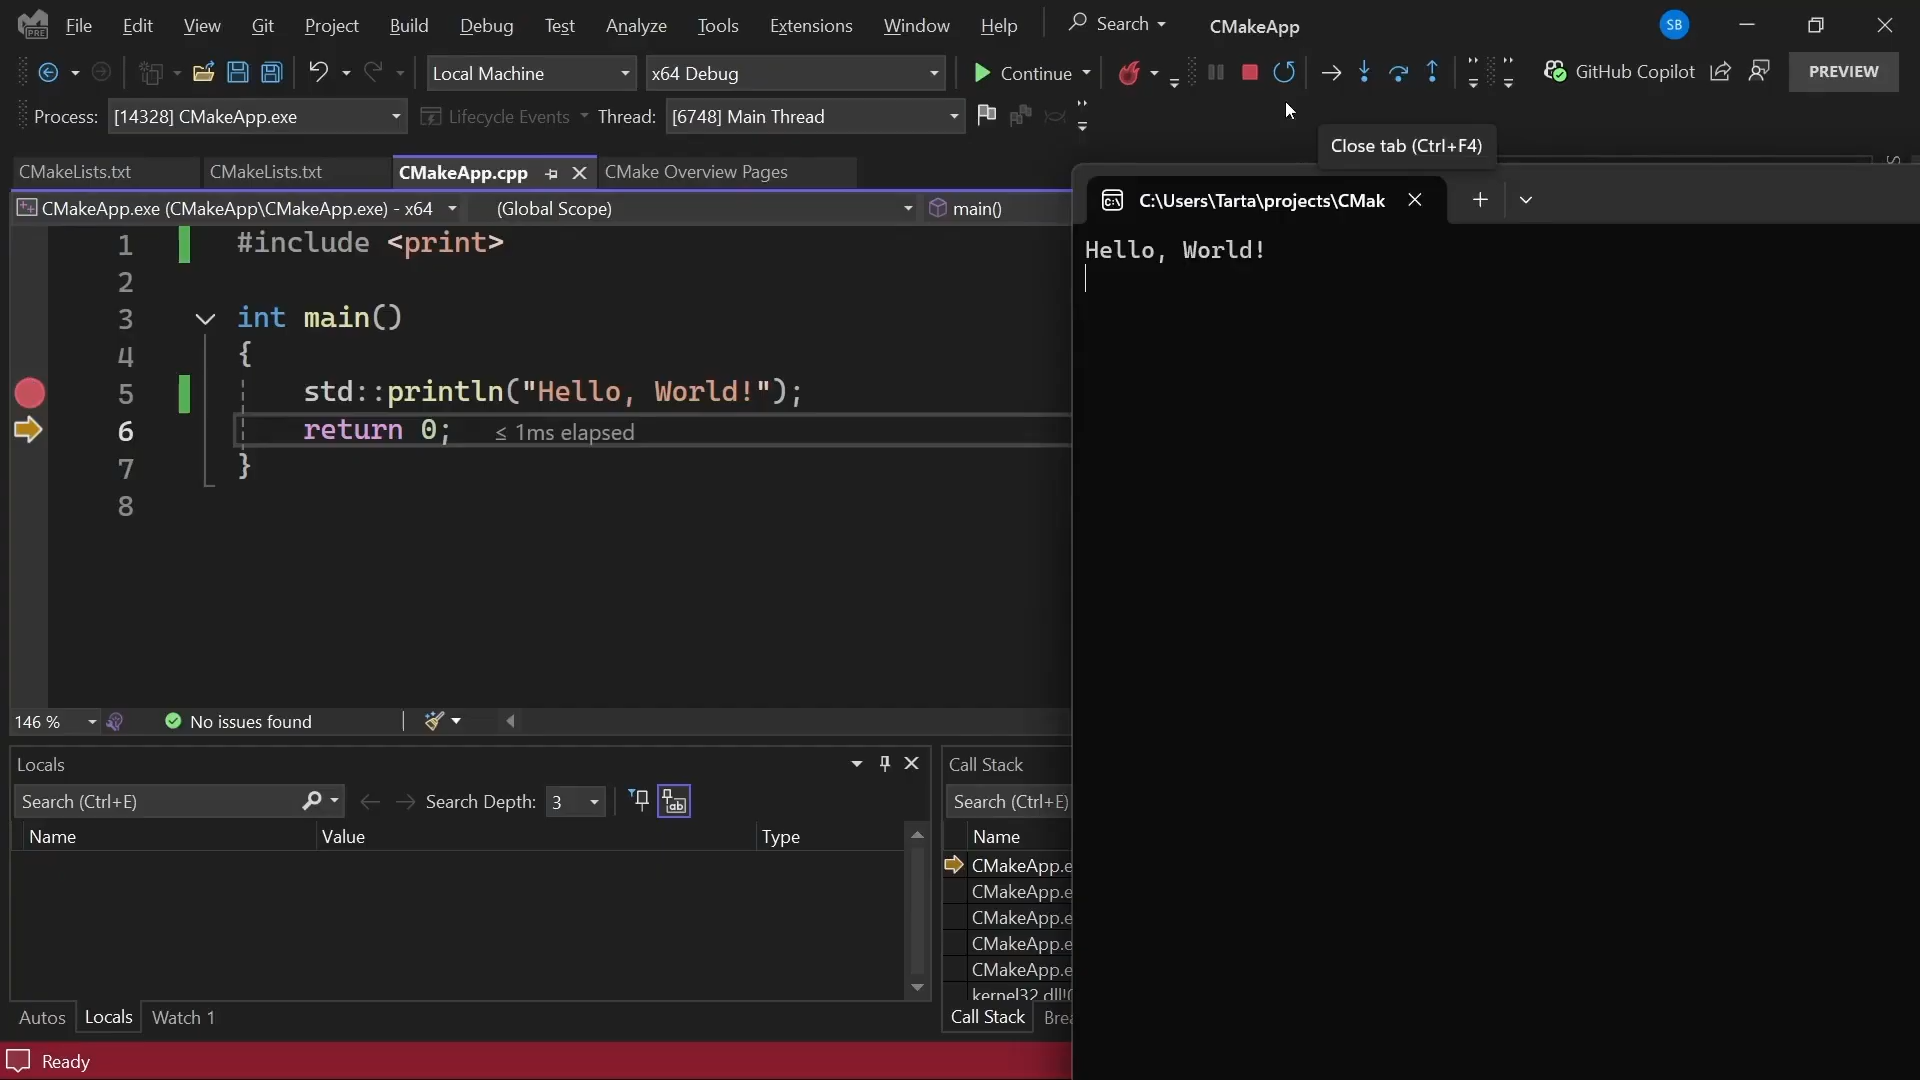 File Edit View Git Project Build Debug Test Analyze Tools Extensions Window Help Search CMakeApp SB
Local Machine x64 Debug Continue GitHub Copilot PREVIEW
Process: [14328] CMakeApp.exe Lifecycle Events Thread: [6748] Main Thread
Close tab (Ctrl+F4)
CMakeLists.txt CMakeLists.txt CMakeApp.cpp CMake Overview Pages
CMakeApp.exe (CMakeApp\CMakeApp.exe) - x64 (Global Scope) main()
1 #include <print>
2
3 int main()
4 {
5 std::println("Hello, World!");
6 return 0; ≤ 1ms elapsed
7 }
8
146 % No issues found
C:\Users\Tarta\projects\CMak
Hello, World!
Locals
Search (Ctrl+E) Search Depth: 3
Name Value Type
Autos Locals Watch 1
Call Stack
Search (Ctrl+E)
Name
CMakeApp.e
CMakeApp.e
CMakeApp.e
CMakeApp.e
CMakeApp.e
kernel32.dll!(
Call Stack Brea
Ready